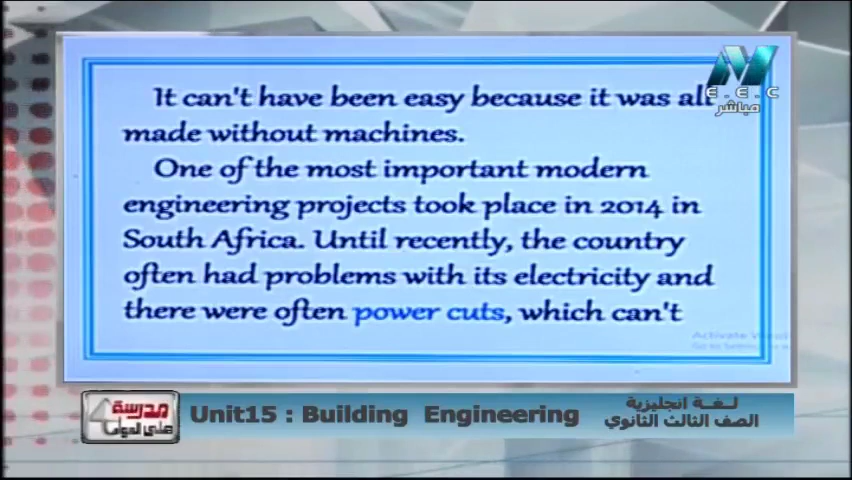 It can't have been easy because it was all
made without machines.
One of the most important modern
engineering projects took place in 2014 in
South Africa. Until recently, the country
often had problems with its electricity and
there were often power cuts, which can't
E.E.C
مباشر
مدرسة
على الهواء
Unit15 : Building Engineering
لـغـــة انجليزية
الصف الثالث الثانوي